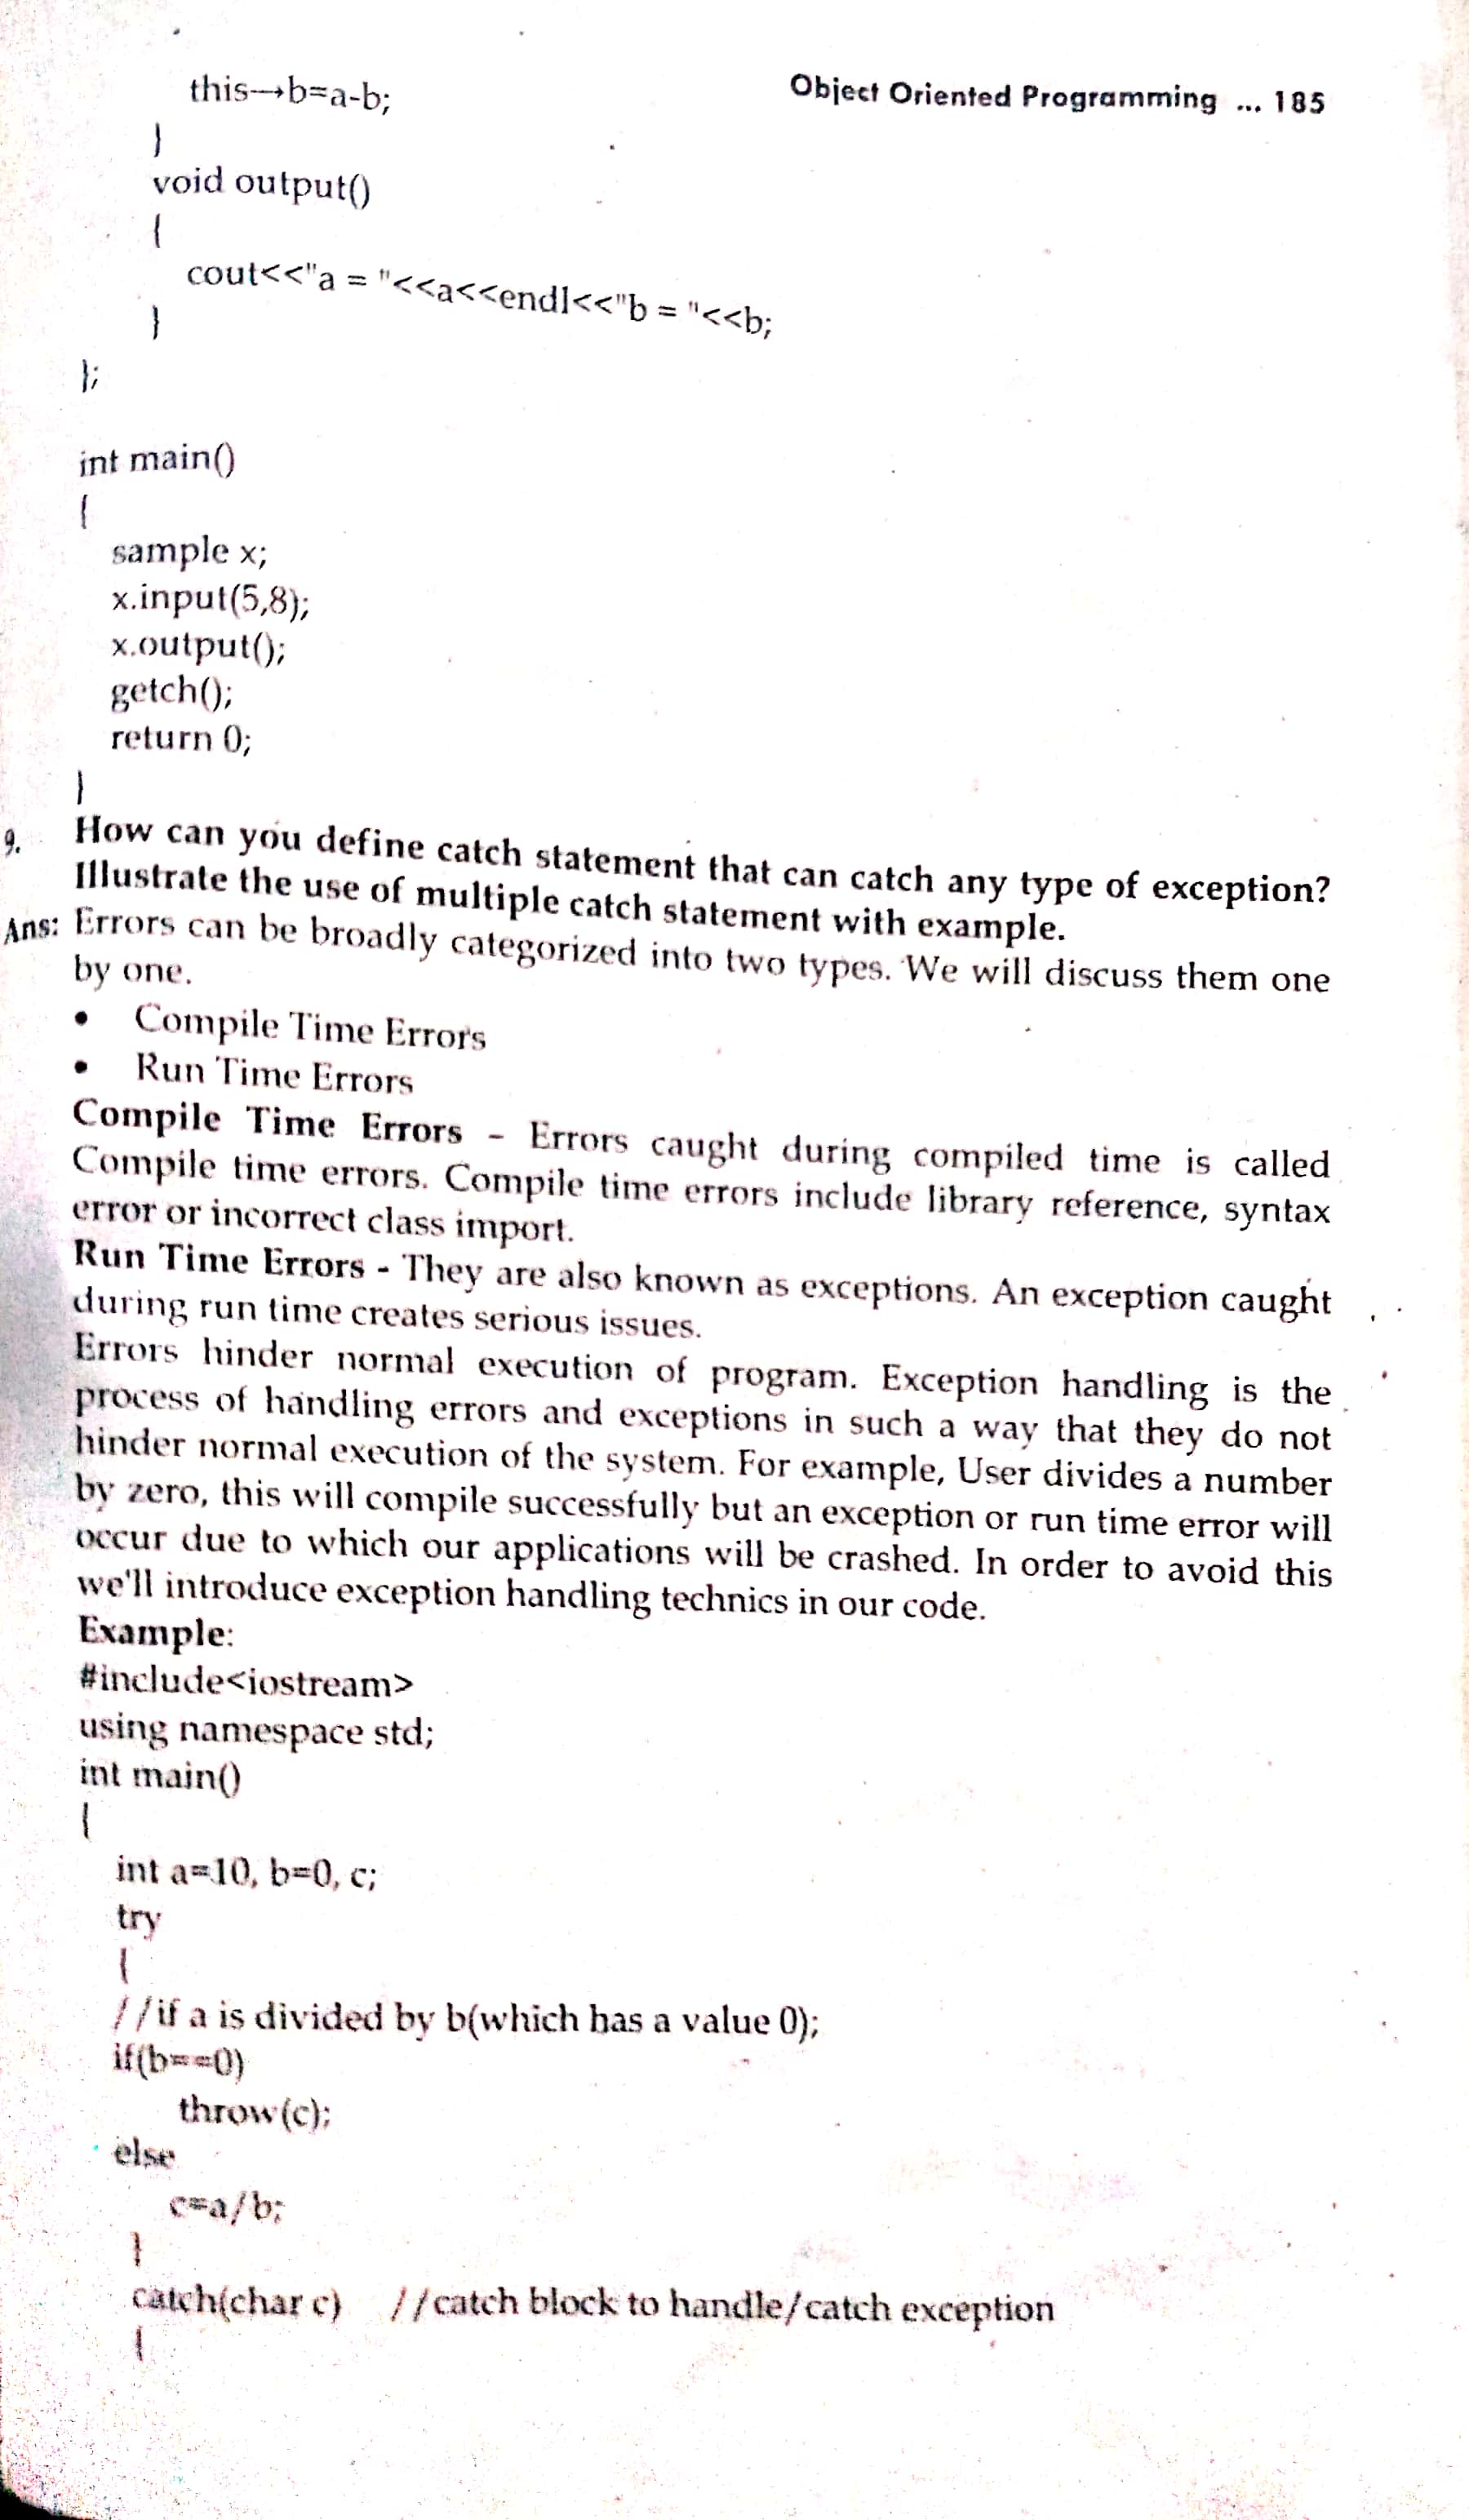 Object Oriented Programming ... 185
this→b=a-b;
}
void output()
{
cout<<"a = "<<a<<endl<<"b = "<<b;
}
};
int main()
{
sample x;
x.input(5,8);
x.output();
getch();
return 0;
}
9. How can you define catch statement that can catch any type of exception?
Illustrate the use of multiple catch statement with example.
Ans: Errors can be broadly categorized into two types. We will discuss them one
by one.
• Compile Time Errors
• Run Time Errors
Compile Time Errors – Errors caught during compiled time is called
Compile time errors. Compile time errors include library reference, syntax
error or incorrect class import.
Run Time Errors - They are also known as exceptions. An exception caught
during run time creates serious issues.
Errors hinder normal execution of program. Exception handling is the
process of handling errors and exceptions in such a way that they do not
hinder normal execution of the system. For example, User divides a number
by zero, this will compile successfully but an exception or run time error will
occur due to which our applications will be crashed. In order to avoid this
we'll introduce exception handling technics in our code.
Example:
#include<iostream>
using namespace std;
int main()
{
int a=10, b=0, c;
try
{
//if a is divided by b(which has a value 0);
if(b==0)
throw(c);
else
c=a/b;
}
catch(char c) //catch block to handle/catch exception
{